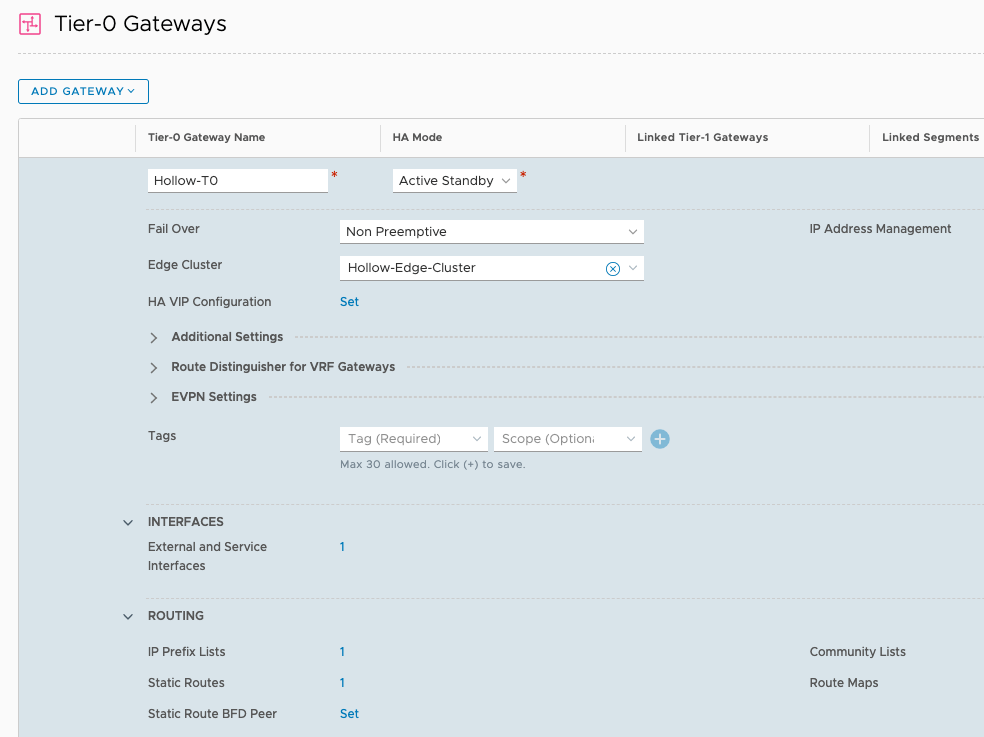 Tier-0 Gateways
ADD GATEWAY
Tier-0 Gateway Name HA Mode Linked Tier-1 Gateways Linked Segments
Hollow-T0 * Active Standby *
Fail Over Non Preemptive IP Address Management
Edge Cluster Hollow-Edge-Cluster
HA VIP Configuration Set
Additional Settings
Route Distinguisher for VRF Gateways
EVPN Settings
Tags Tag (Required) Scope (Optiona
Max 30 allowed. Click (+) to save.
INTERFACES
External and Service 1
Interfaces
ROUTING
IP Prefix Lists 1 Community Lists
Static Routes 1 Route Maps
Static Route BFD Peer Set